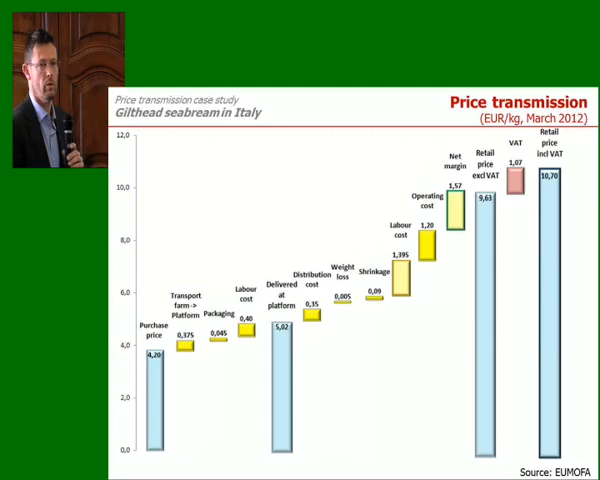 Price transmission case study
Gilthead seabream in Italy
Price transmission
(EUR/kg, March 2012)
12,0
10,0
8,0
6,0
4,0
2,0
0,0
Purchase
price
4,20
Transport
farm ->
Platform
0,375
Packaging
0,045
Labour
cost
0,40
Delivered
at
platform
5,02
Distribution
cost
0,35
Weight
loss
0,005
Shrinkage
0,09
Labour
cost
1,395
Operating
cost
1,20
Net
margin
1,57
Retail
price
excl VAT
9,63
VAT
1,07
Retail
price
incl VAT
10,70
Source: EUMOFA